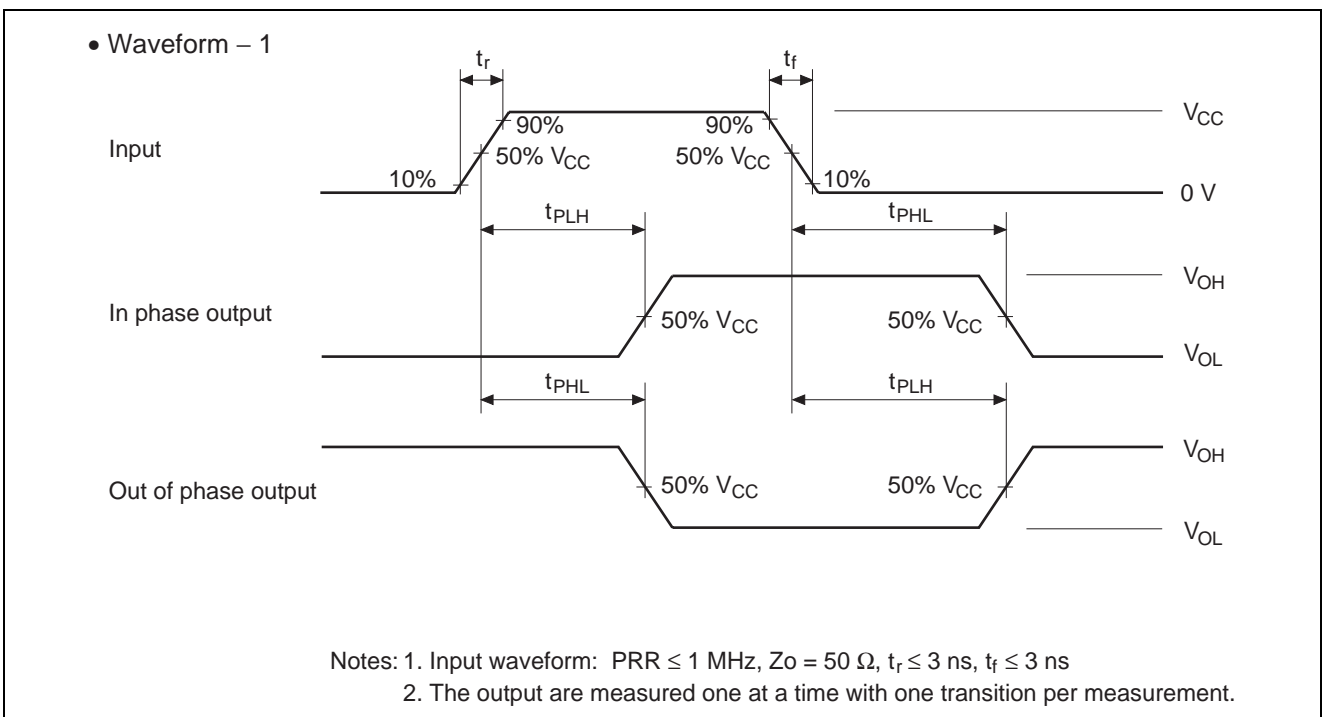 • Waveform – 1
tr
tf
VCC
90%
90%
Input
50% VCC
50% VCC
10%
10%
0 V
tPLH
tPHL
VOH
In phase output
50% VCC
50% VCC
VOL
tPHL
tPLH
VOH
Out of phase output
50% VCC
50% VCC
VOL
Notes: 1. Input waveform: PRR ≤ 1 MHz, Zo = 50 Ω, tr ≤ 3 ns, tf ≤ 3 ns
2. The output are measured one at a time with one transition per measurement.